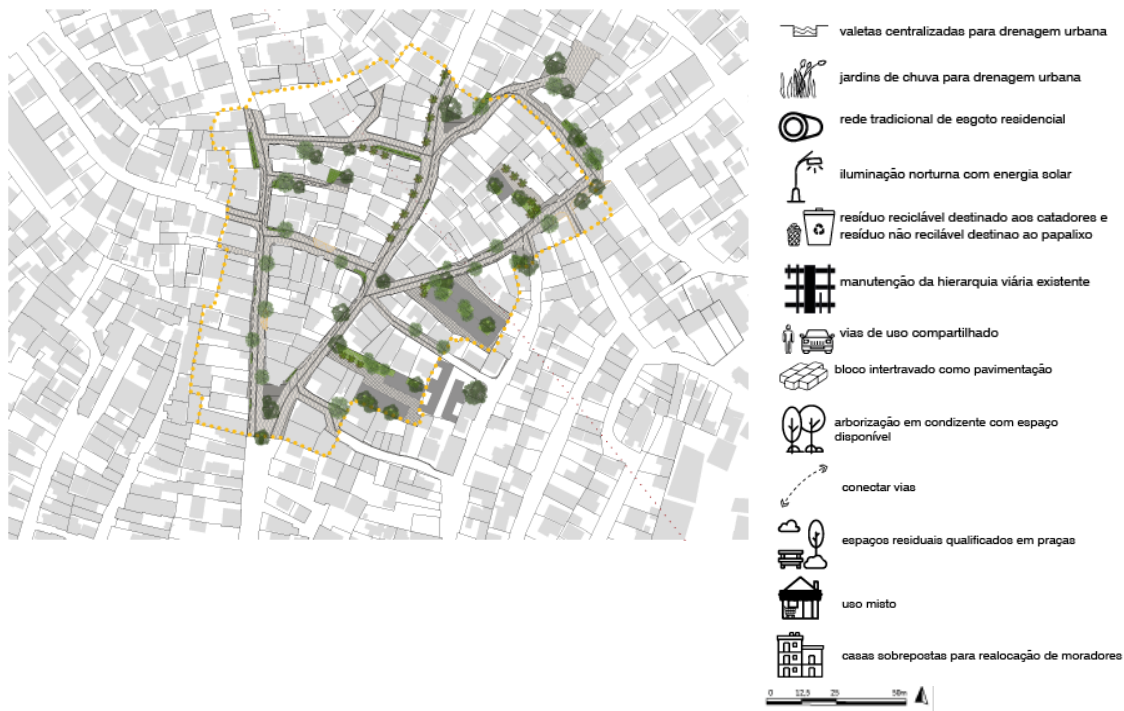 valetas centralizadas para drenagem urbana
jardins de chuva para drenagem urbana
rede tradicional de esgoto residencial
iluminação norturna com energia solar
resíduo reciclável destinado aos catadores e
resíduo não recilável destinao ao papalixo
manutenção da hierarquia viária existente
vias de uso compartilhado
bloco intertravado como pavimentação
arborização em condizente com espaço
disponível
conectar vias
espaços residuais qualificados em praças
uso misto
casas sobrepostas para realocação de moradores
0 12,5 25 50m